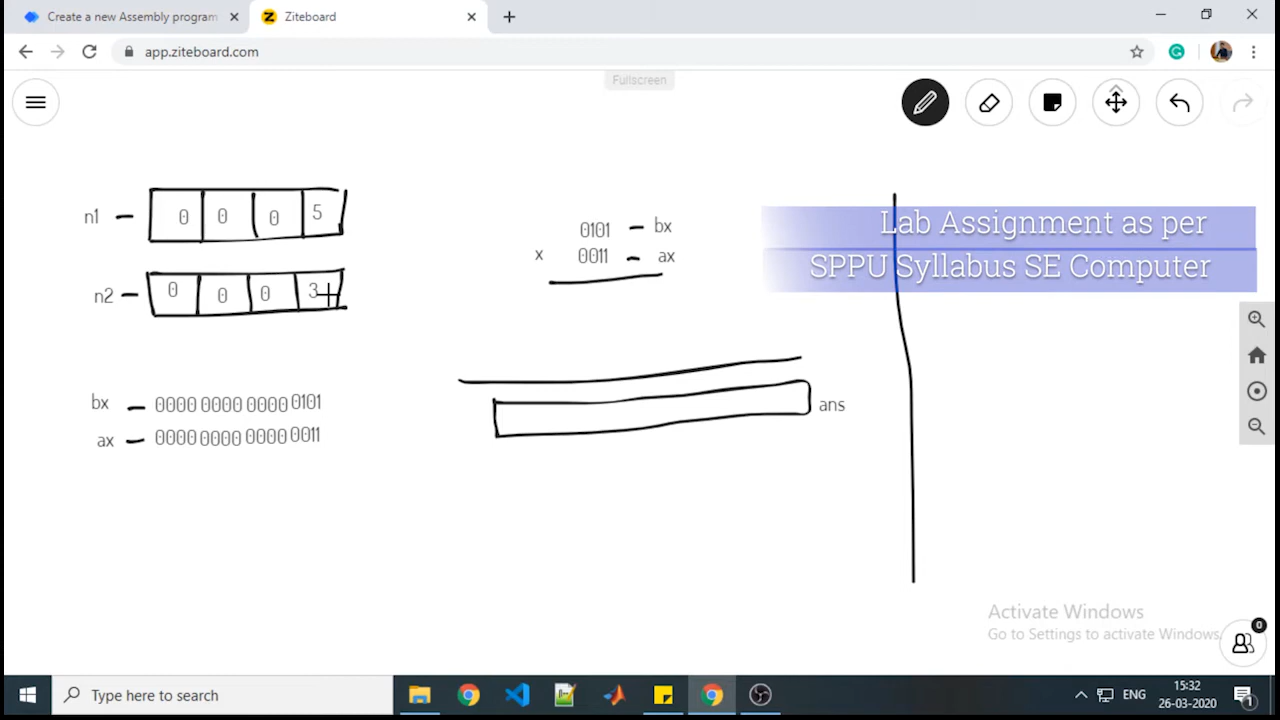 Create a new Assembly program
Ziteboard
app.ziteboard.com
Fullscreen
n1 - 0 0 0 5
n2 - 0 0 0 3
0101 - bx
x 0011 - ax
Lab Assignment as per
SPPU Syllabus SE Computer
bx - 0000 0000 0000 0101
ax - 0000 0000 0000 0011
ans
Activate Windows
Go to Settings to activate Windows.
0
Type here to search
ENG
15:32
26-03-2020
1